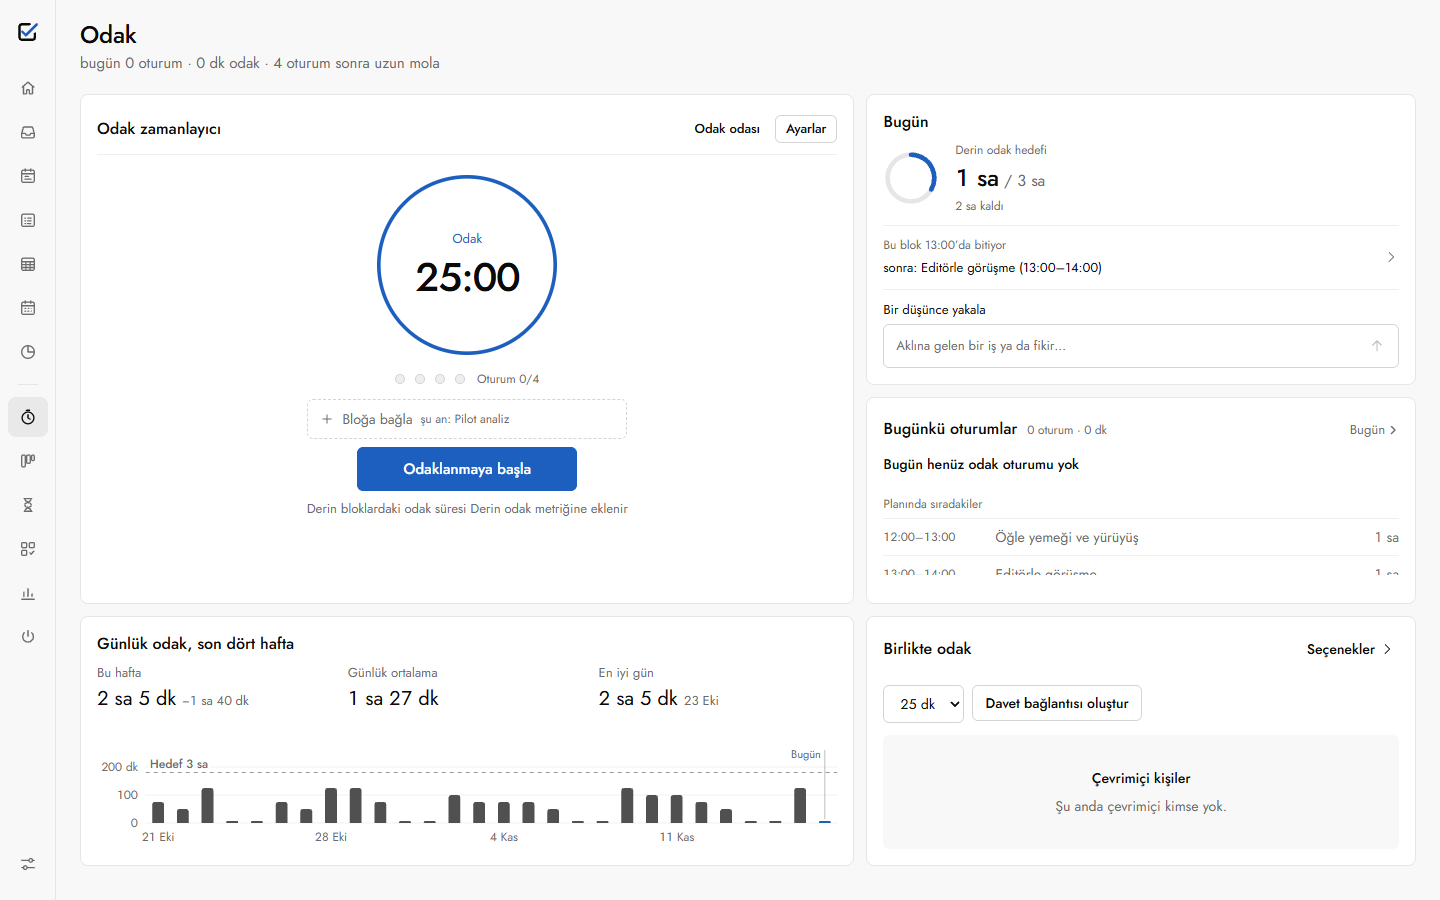 Odak
bugün 0 oturum · 0 dk odak · 4 oturum sonra uzun mola
Odak zamanlayıcı
Odak odası
Ayarlar
Odak
25:00
Oturum 0/4
Bloğa bağla şu an: Pilot analiz
Odaklanmaya başla
Derin bloklardaki odak süresi Derin odak metriğine eklenir
Bugün
Derin odak hedefi
1 sa / 3 sa
2 sa kaldı
Bu blok 13:00'da bitiyor
sonra: Editörle görüşme (13:00–14:00)
Bir düşünce yakala
Aklına gelen bir iş ya da fikir...
Bugünkü oturumlar 0 oturum · 0 dk
Bugün
Bugün henüz odak oturumu yok
Planında sıradakiler
12:00–13:00 Öğle yemeği ve yürüyüş 1 sa
13:00–14:00 Editörle görüşme 1 sa
Günlük odak, son dört hafta
Bu hafta
2 sa 5 dk −1 sa 40 dk
Günlük ortalama
1 sa 27 dk
En iyi gün
2 sa 5 dk 23 Eki
Bugün
200 dk
Hedef 3 sa
100
0
21 Eki
28 Eki
4 Kas
11 Kas
Birlikte odak
Seçenekler
25 dk
Davet bağlantısı oluştur
Çevrimiçi kişiler
Şu anda çevrimiçi kimse yok.